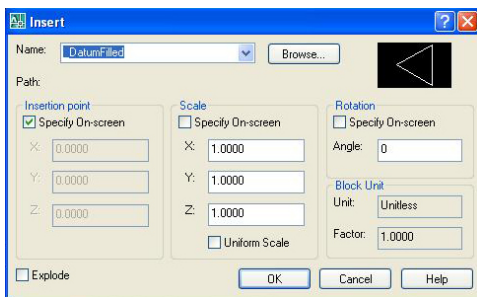 Insert
Name: _DatumFilled Browse...
Path:
Insertion point Scale Rotation
Specify On-screen Specify On-screen Specify On-screen
X: 0.0000 X: 1.0000 Angle: 0
Y: 0.0000 Y: 1.0000 Block Unit
Z: 0.0000 Z: 1.0000 Unit: Unitless
Uniform Scale Factor: 1.0000
Explode OK Cancel Help